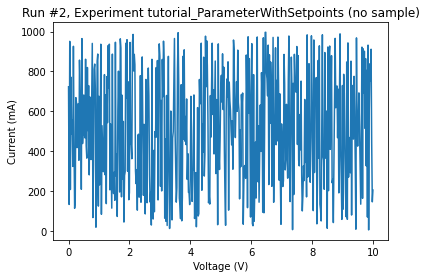 Run #2, Experiment tutorial_ParameterWithSetpoints (no sample)
1000
800
600
400
200
0
Current (mA)
0 2 4 6 8 10
Voltage (V)